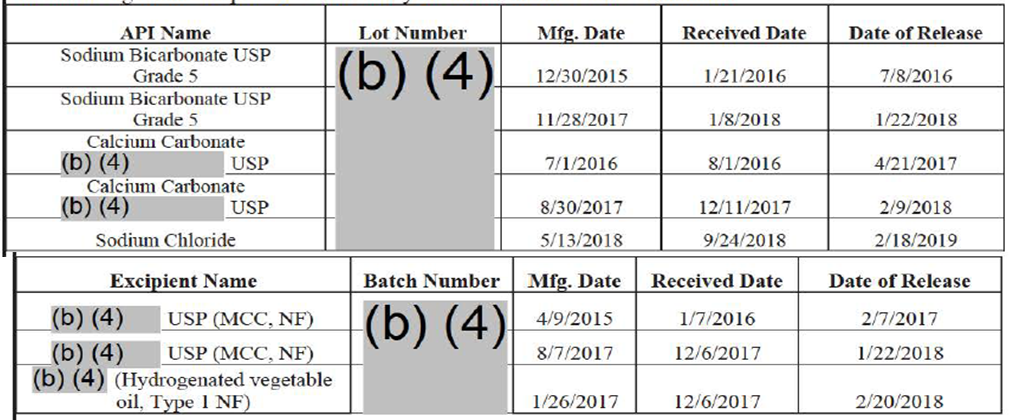 API Name Lot Number Mfg. Date Received Date Date of Release
Sodium Bicarbonate USP
Grade 5 (b) (4) 12/30/2015 1/21/2016 7/8/2016
Sodium Bicarbonate USP
Grade 5 11/28/2017 1/8/2018 1/22/2018
Calcium Carbonate
(b) (4) USP 7/1/2016 8/1/2016 4/21/2017
Calcium Carbonate
(b) (4) USP 8/30/2017 12/11/2017 2/9/2018
Sodium Chloride 5/13/2018 9/24/2018 2/18/2019
Excipient Name Batch Number Mfg. Date Received Date Date of Release
(b) (4) USP (MCC, NF) (b) (4) 4/9/2015 1/7/2016 2/7/2017
(b) (4) USP (MCC, NF) 8/7/2017 12/6/2017 1/22/2018
(b) (4) (Hydrogenated vegetable
oil, Type 1 NF) 1/26/2017 12/6/2017 2/20/2018